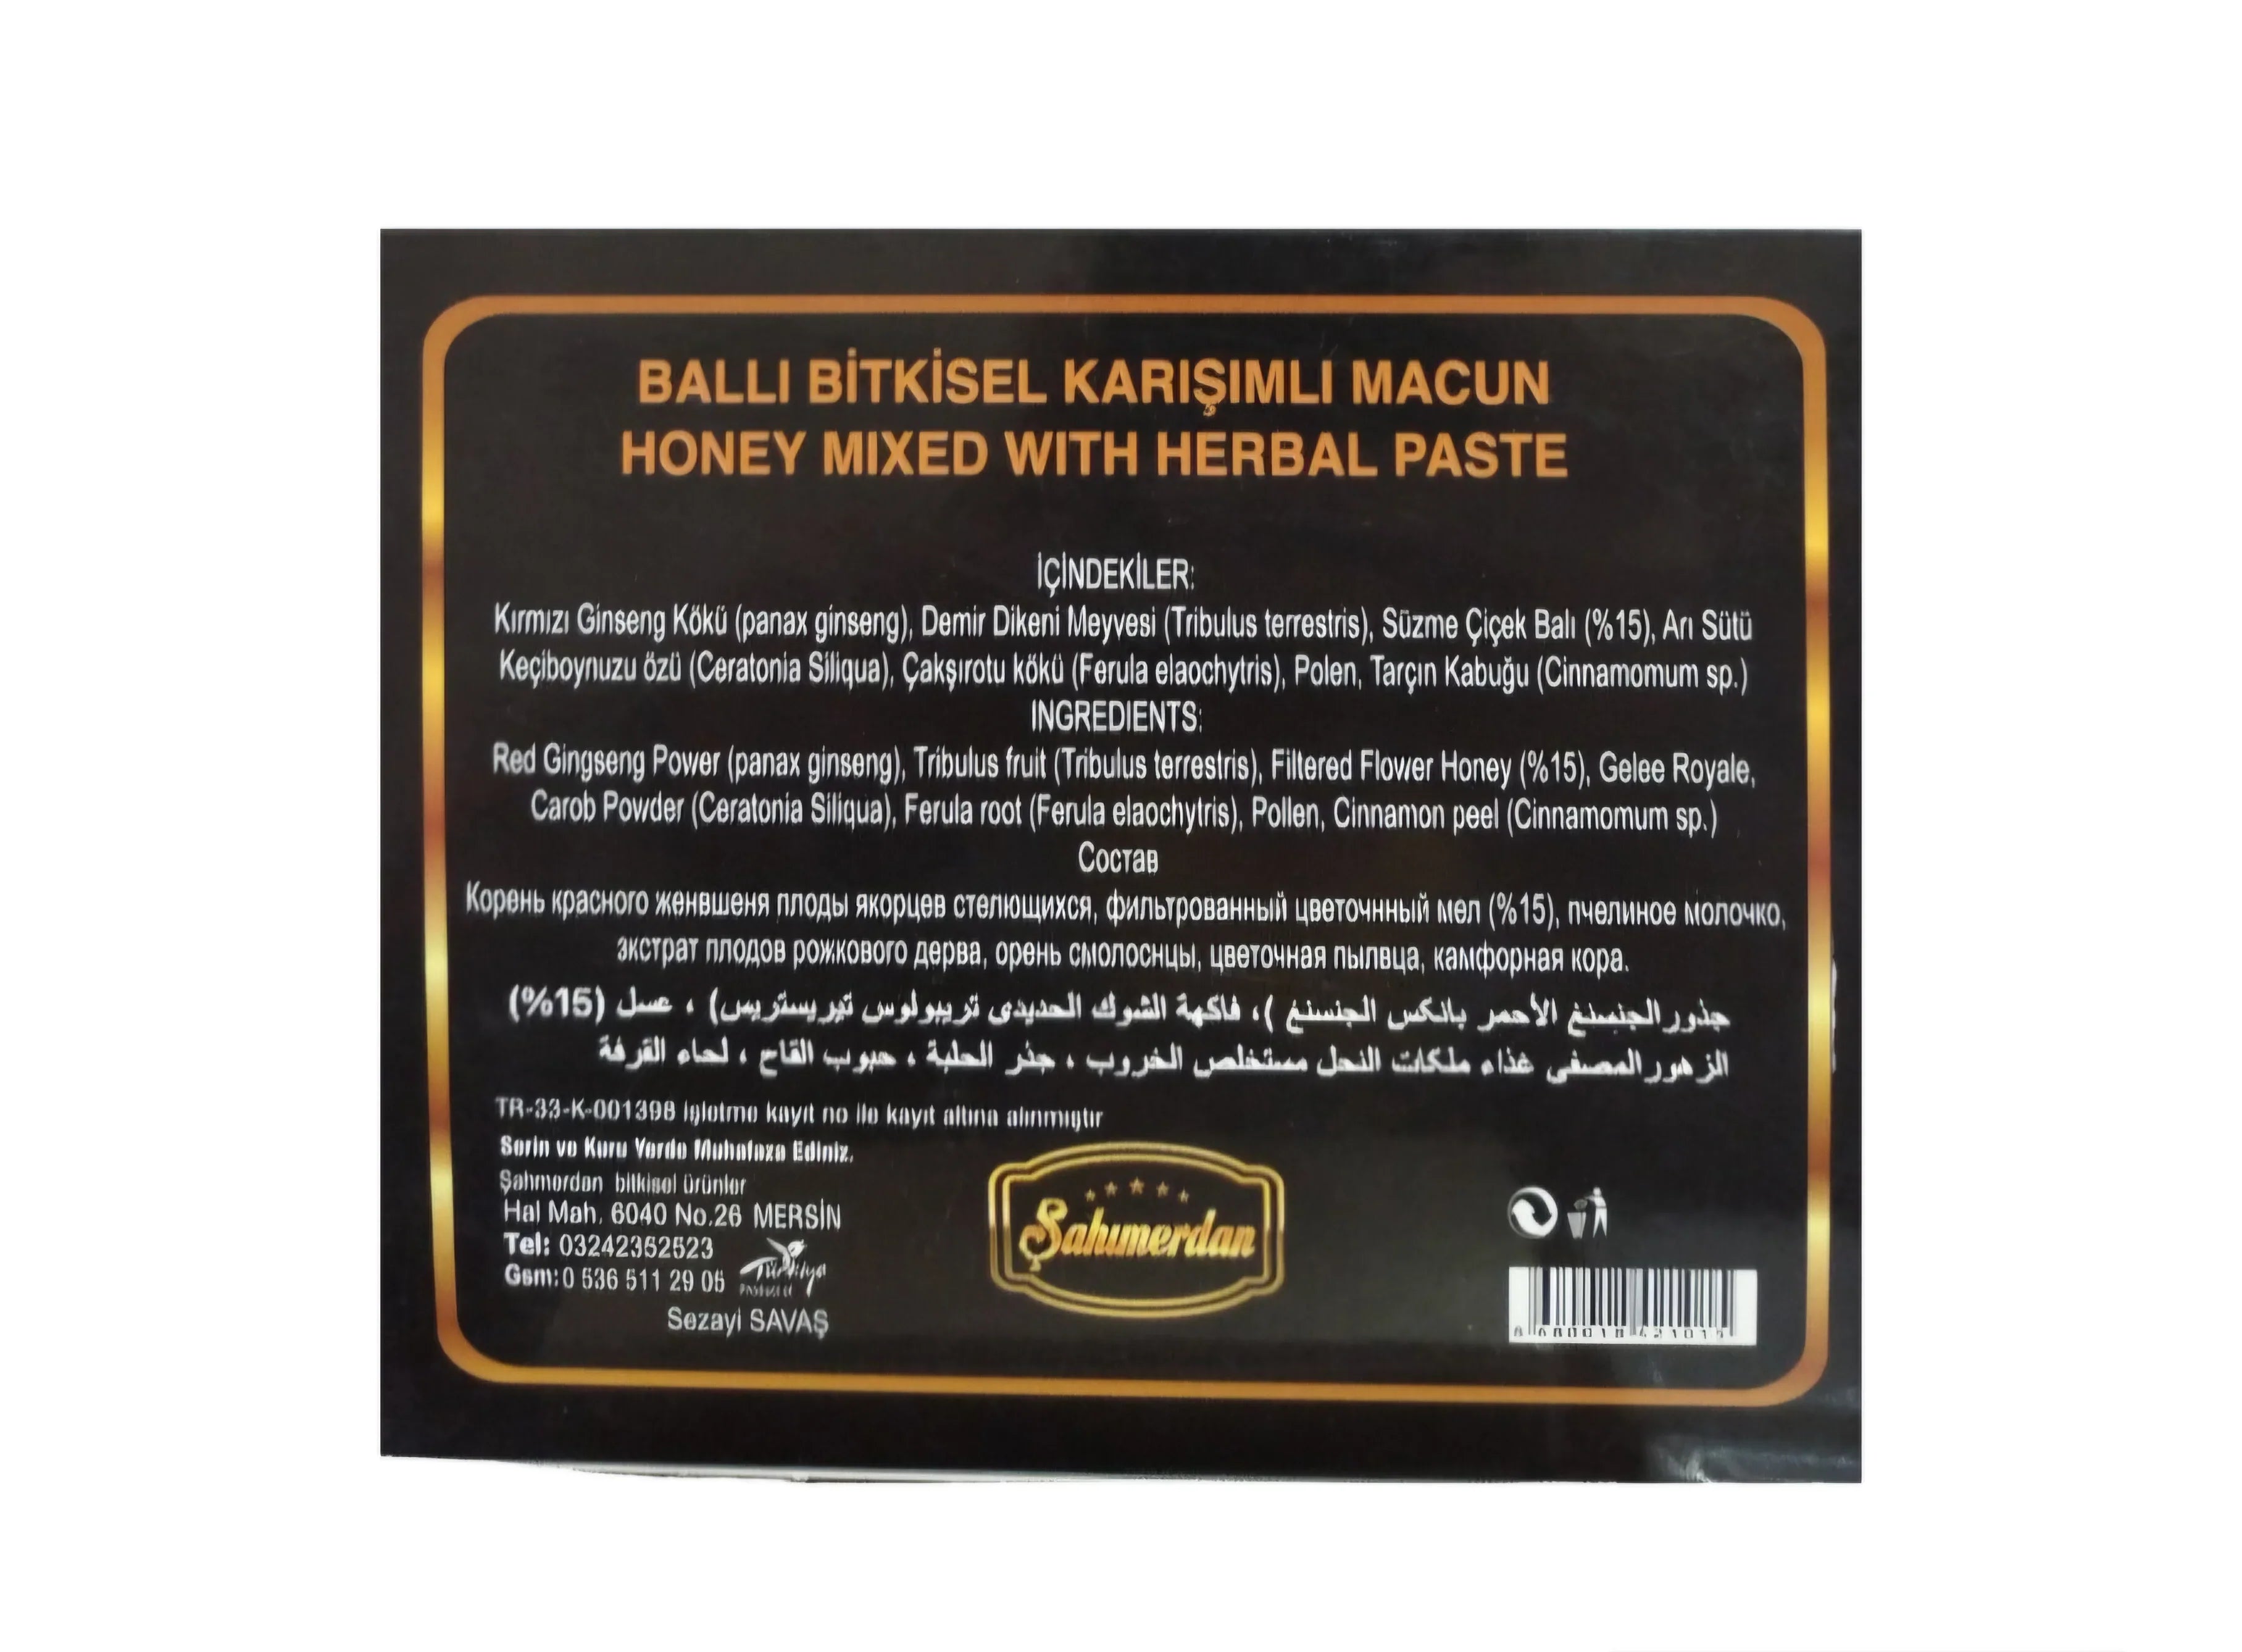 BALLI BİTKİSEL KARIŞIMLI MACUN
HONEY MIXED WITH HERBAL PASTE
İÇİNDEKİLER:
Kırmızı Ginseng Kökü (panax ginseng), Demir Dikeni Meyvesi (Tribulus terrestris), Süzme Çiçek Balı (%15), Arı Sütü
Keçiboynuzu özü (Ceratonia Siliqua), Çakşırotu kökü (Ferula elaochytris), Polen, Tarçın Kabuğu (Cinnamomum sp.)
INGREDIENTS:
Red Gingseng Power (panax ginseng), Tribulus fruit (Tribulus terrestris), Filtered Flower Honey (%15), Gelee Royale,
Carob Powder (Ceratonia Siliqua), Ferula root (Ferula elaochytris), Pollen, Cinnamon peel (Cinnamomum sp.)
Состав
Корень красного женвшеня плоды якорцев стелющихся, фильтрованный цветочнный мел (%15), пчелиное молочко,
экстрат плодов рожкового дерва, орень смолоснцы, цветочная пылвца, камфорная кора.
جذور الجنسنغ الأحمر بانكس الجنسنغ )، فاكهة الشوك الحديدى تريبولوس تيريستريس) ، عسل (15%)
الزهور المصفى غذاء ملكات النحل مستخلص الخروب ، جذر الحلبة ، حبوب القاح ، لحاء القرفة
TR-33-K-001398 işletme kayıt no ile kayıt altına alınmıştır
Serin ve Kuru Yerde Muhafaza Ediniz.
Şahmerdan bitkisel ürünler
Hal Mah. 6040 No.26 MERSİN
Tel: 03242352523
Gsm: 0 536 511 29 05
Türkiye
Sezayi SAVAŞ
Şahımerdan